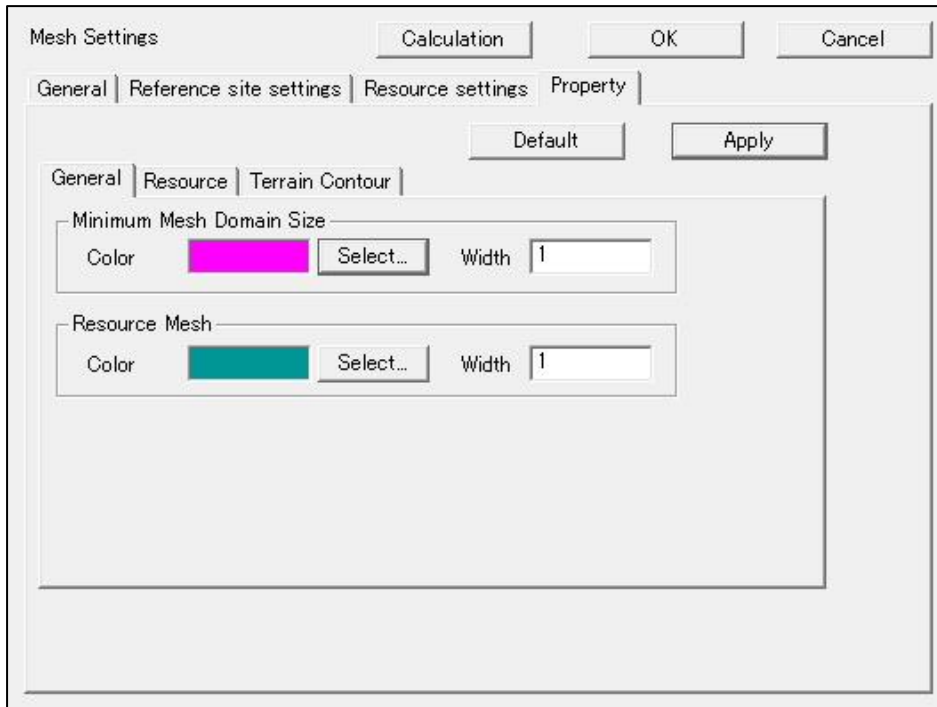 Mesh Settings Calculation OK Cancel
General Reference site settings Resource settings Property
Default Apply
General Resource Terrain Contour
Minimum Mesh Domain Size
Color Select... Width 1
Resource Mesh
Color Select... Width 1